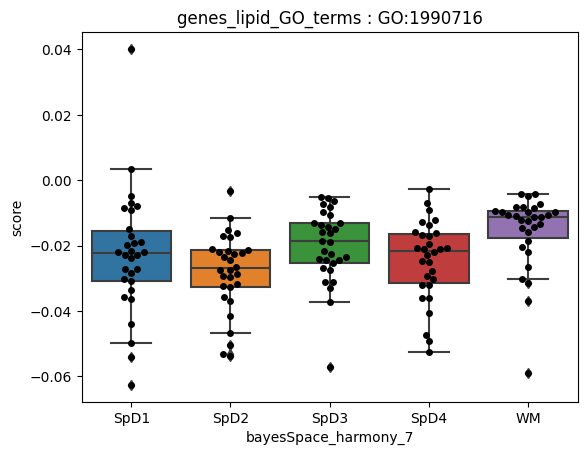 genes_lipid_GO_terms : GO:1990716
0.04
0.02
0.00
−0.02
−0.04
−0.06
score
SpD1 SpD2 SpD3 SpD4 WM
bayesSpace_harmony_7